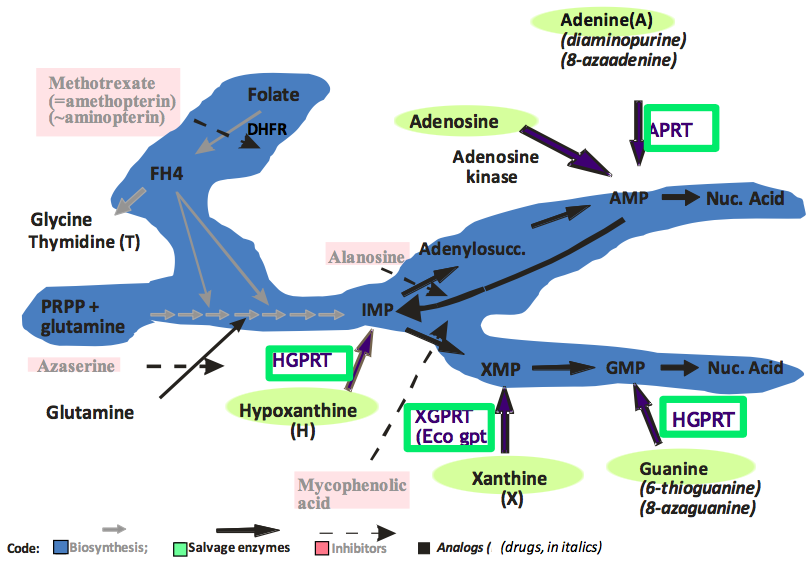 Adenine(A)
(diaminopurine)
(8-azaadenine)
Methotrexate
(=amethopterin)
(~aminopterin)
Folate
DHFR
Adenosine
APRT
Adenosine
kinase
FH4
AMP
Nuc. Acid
Glycine
Thymidine (T)
Alanosine
Adenylosucc.
PRPP +
glutamine
IMP
Azaserine
HGPRT
XMP
GMP
Nuc. Acid
Glutamine
Hypoxanthine
(H)
XGPRT
(Eco gpt
HGPRT
Guanine
(6-thioguanine)
(8-azaguanine)
Xanthine
(X)
Mycophenolic
acid
Code:
Biosynthesis;
Salvage enzymes
Inhibitors
Analogs (
(drugs, in italics)